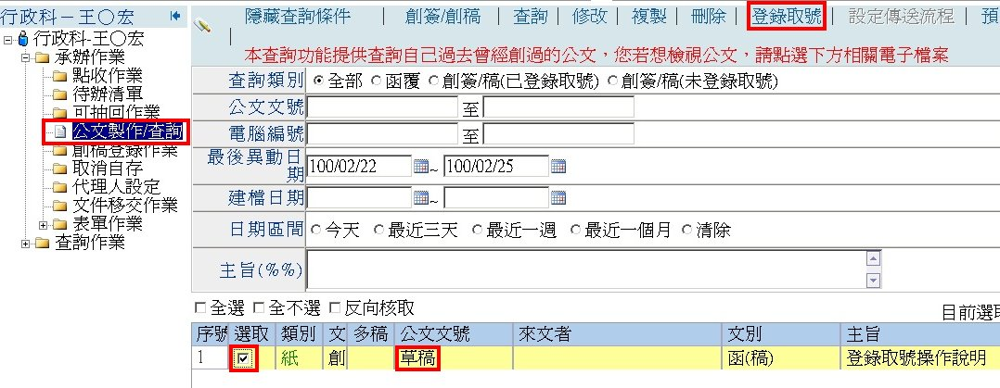 行政科－王○宏
行政科-王○宏
承辦作業
點收作業
待辦清單
可抽回作業
公文製作/查詢
創稿登錄作業
取消自存
代理人設定
文件移交作業
表單作業
查詢作業
隱藏查詢條件 | 創簽/創稿 | 查詢 | 修改 | 複製 | 刪除 | 登錄取號 | 設定傳送流程 | 預
本查詢功能提供查詢自己過去曾經創過的公文，您若想檢視公文，請點選下方相關電子檔案
查詢類別 全部 函覆 創簽/稿(已登錄取號) 創簽/稿(未登錄取號)
公文文號 至
電腦編號 至
最後異動日期 100/02/22 ~ 100/02/25
建檔日期 ~
日期區間 今天 最近三天 最近一週 最近一個月 清除
主旨(%%)
全選 全不選 反向核取
目前選取
序號 選取 類別 文 多稿 公文文號 來文者 文別 主旨
1 紙 創 草稿 函(稿) 登錄取號操作說明